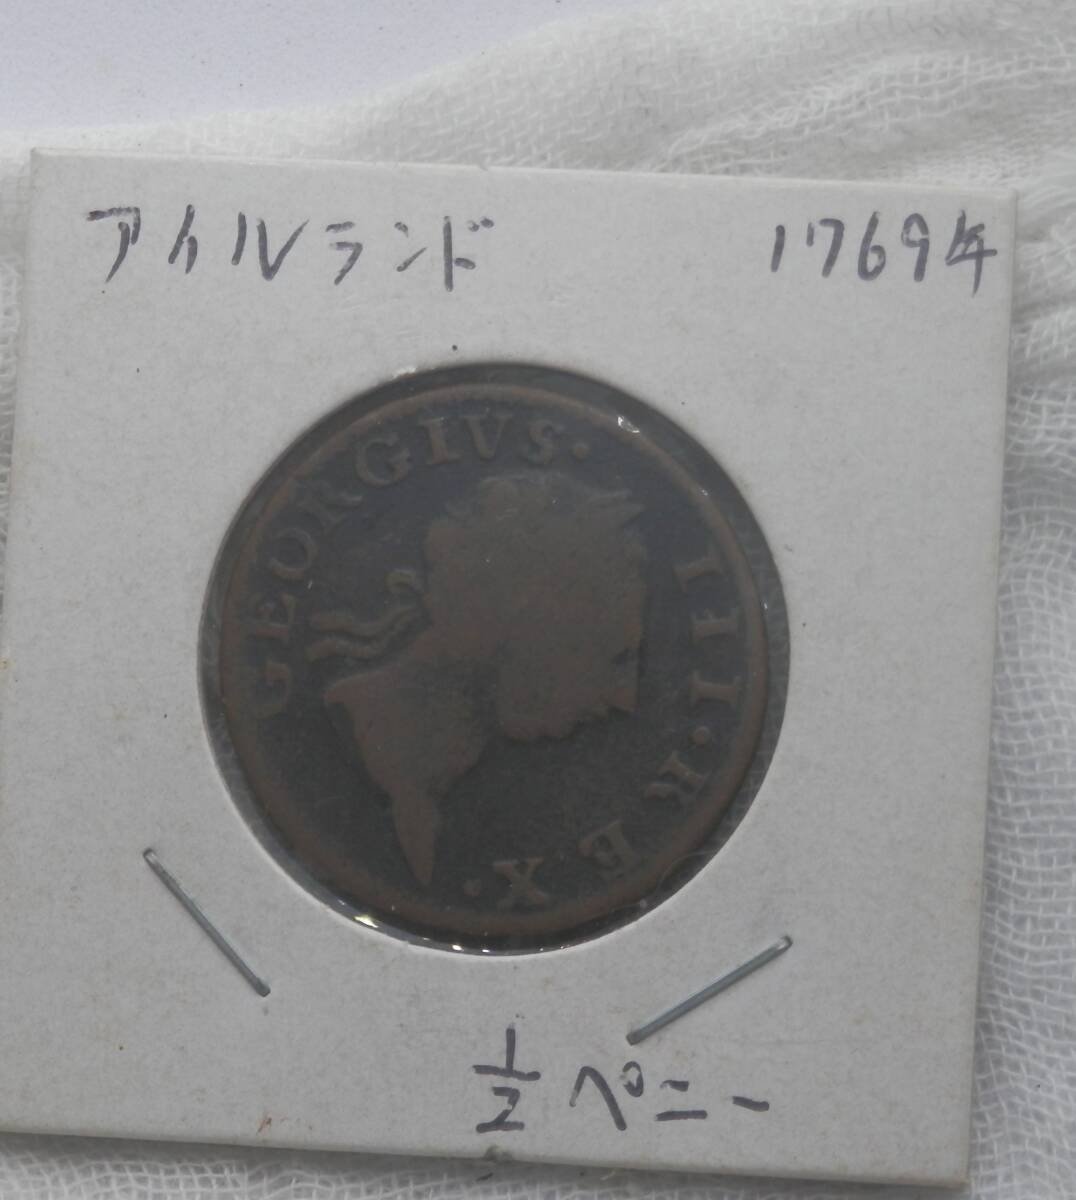 アイルランド 1769年
GEORGIVS · III · REX ·
1/2 ペニー